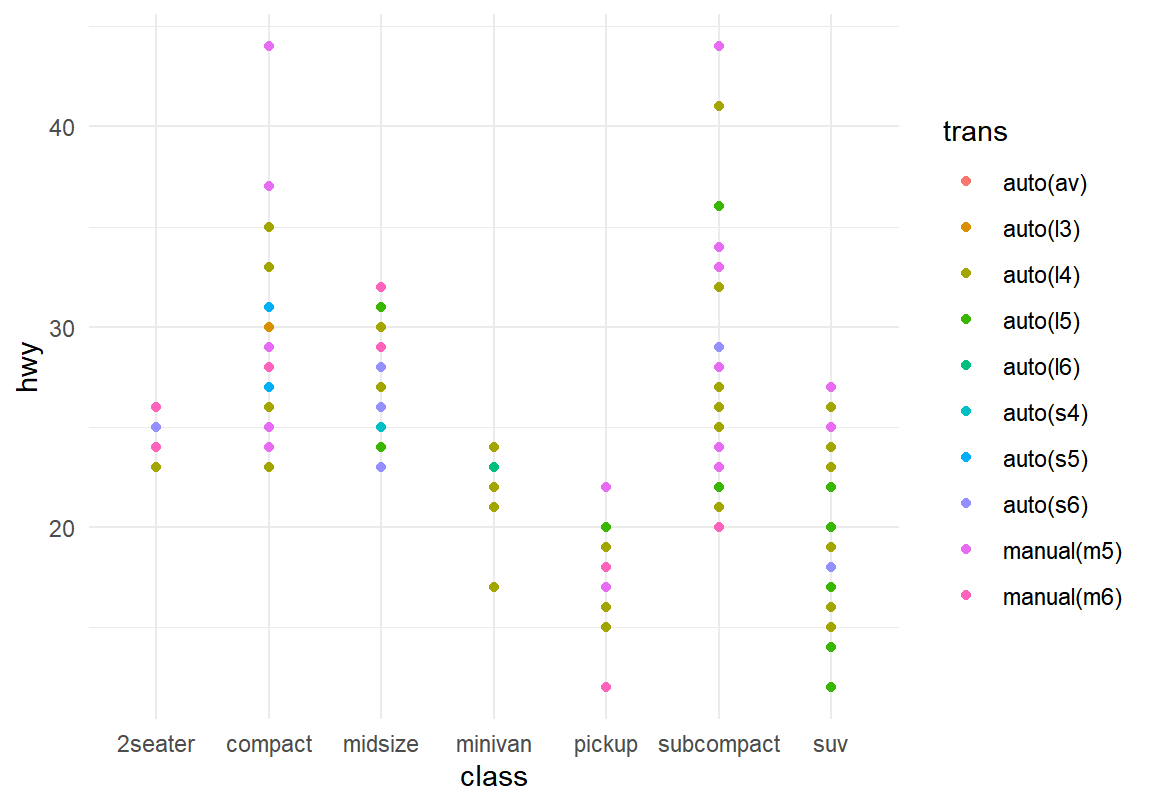 hwy
40
30
20
2seater compact midsize minivan pickup subcompact suv
class
trans
auto(av)
auto(l3)
auto(l4)
auto(l5)
auto(l6)
auto(s4)
auto(s5)
auto(s6)
manual(m5)
manual(m6)